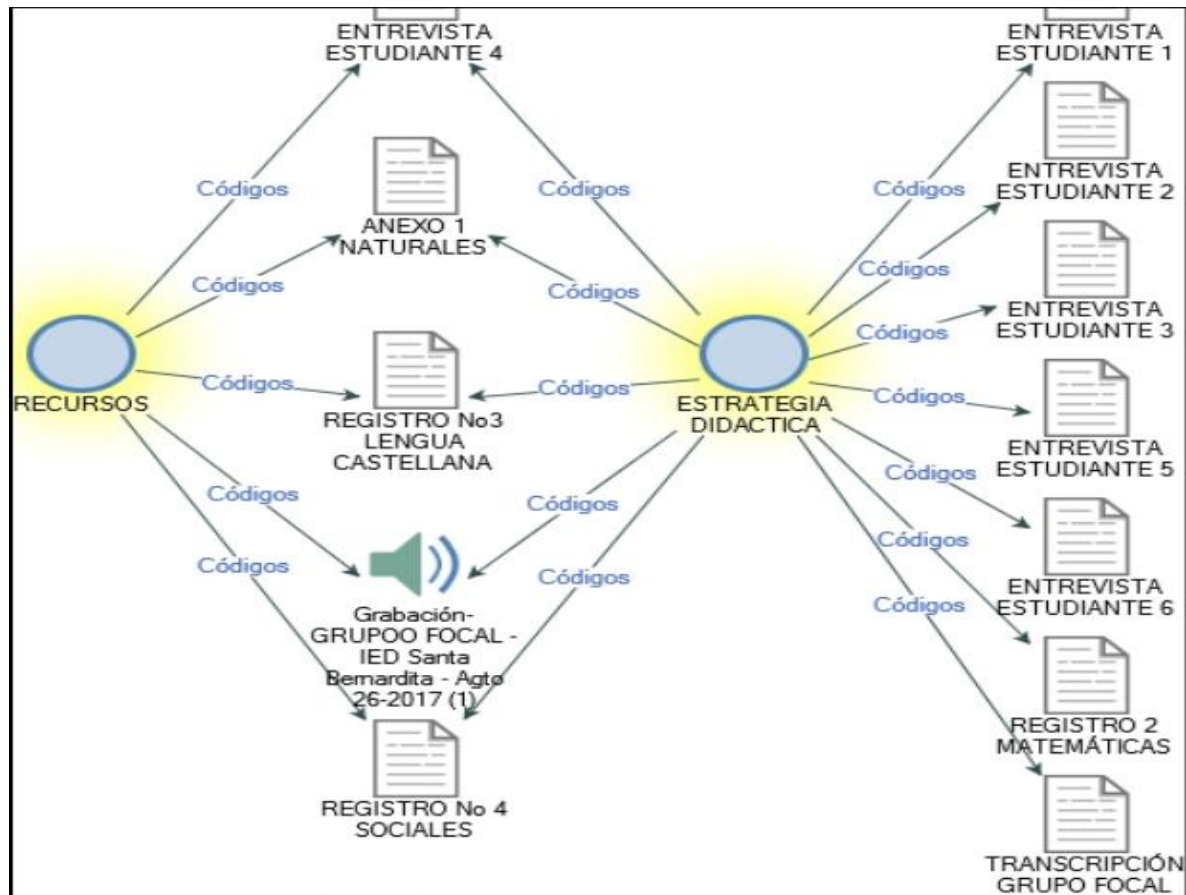 ENTREVISTA
ESTUDIANTE 4
ENTREVISTA
ESTUDIANTE 1
Códigos
Códigos
Códigos
ENTREVISTA
ESTUDIANTE 2
ANEXO 1
NATURALES
Códigos
Códigos
Códigos
ENTREVISTA
ESTUDIANTE 3
Códigos
Códigos
Códigos
Códigos
RECURSOS
ESTRATEGIA
DIDACTICA
REGISTRO No3
LENGUA
CASTELLANA
ENTREVISTA
ESTUDIANTE 5
Códigos
Códigos
Códigos
Códigos
Códigos
Códigos
Códigos
ENTREVISTA
ESTUDIANTE 6
Grabación-
GRUPOO FOCAL -
IED Santa
Bernardita - Agto
26-2017 (1)
REGISTRO 2
MATEMÁTICAS
REGISTRO No 4
SOCIALES
TRANSCRIPCIÓN
GRUPO FOCAL